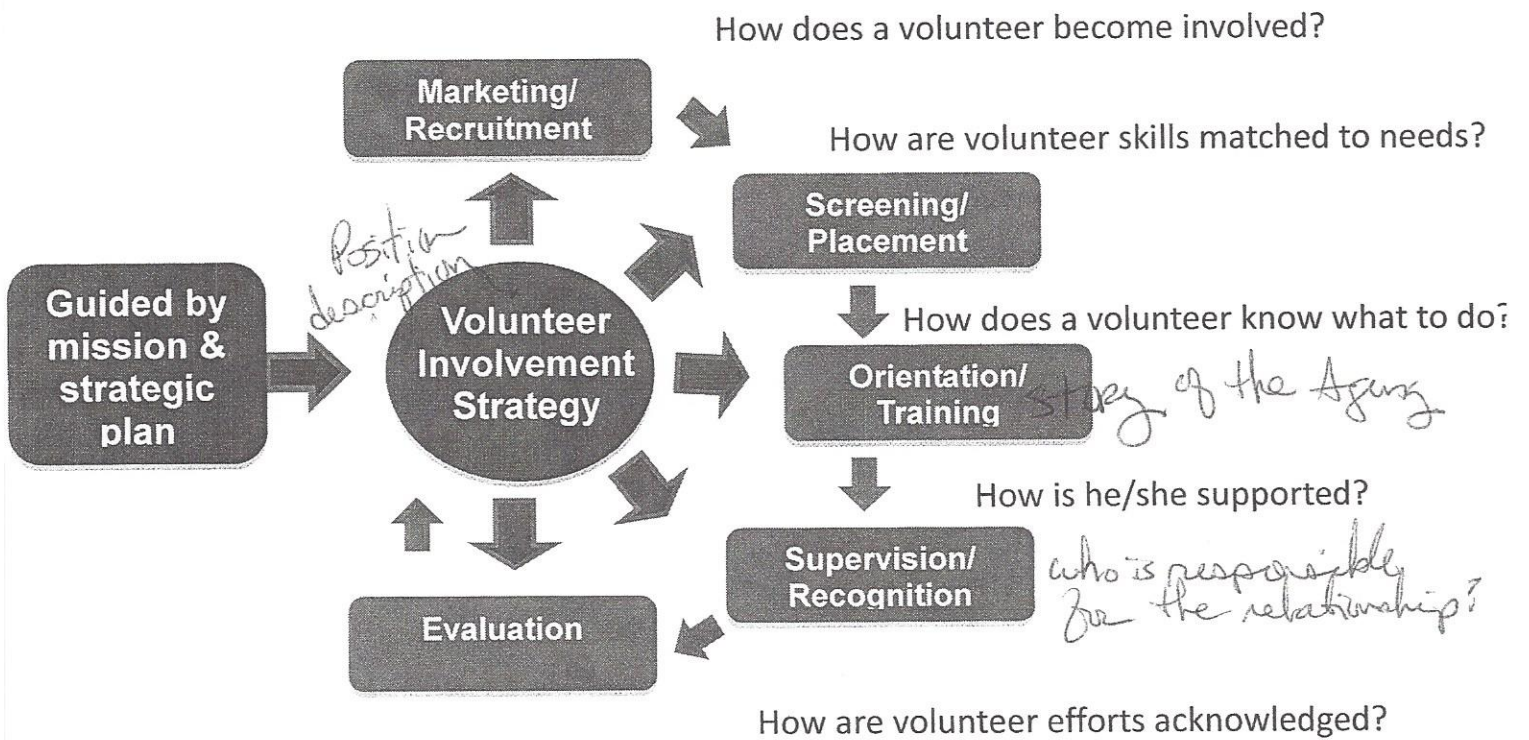 How does a volunteer become involved?
Marketing/
Recruitment
How are volunteer skills matched to needs?
Screening/
Placement
Position
description
Guided by
mission &
strategic
plan
Volunteer
Involvement
Strategy
How does a volunteer know what to do?
Orientation/
Training
story of the Agency
How is he/she supported?
Supervision/
Recognition
who is responsible
for the relationship?
Evaluation
How are volunteer efforts acknowledged?